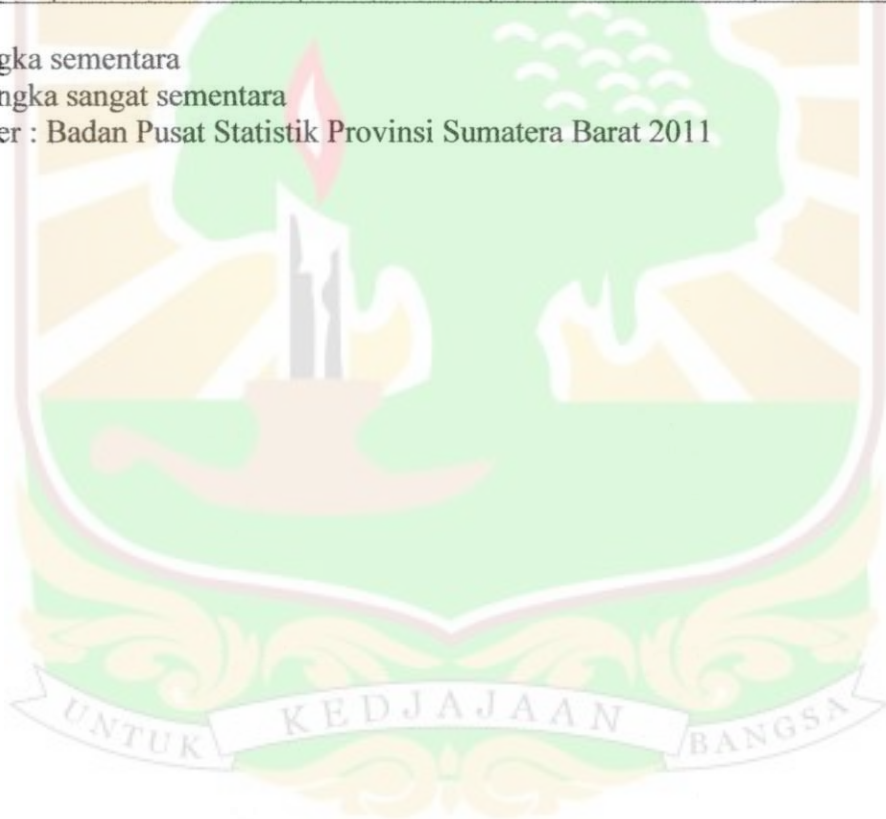 gka sementara
ngka sangat sementara
er : Badan Pusat Statistik Provinsi Sumatera Barat 2011
UNTUK KEDJAJAAN BANGSA